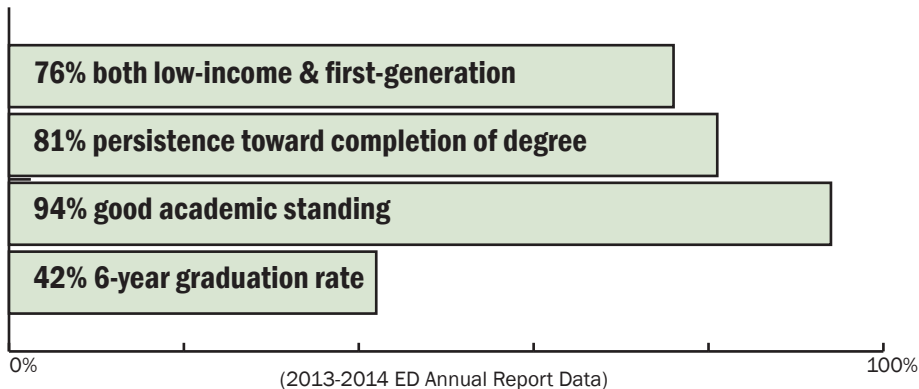 76% both low-income & first-generation
81% persistence toward completion of degree
94% good academic standing
42% 6-year graduation rate
0%
100%
(2013-2014 ED Annual Report Data)